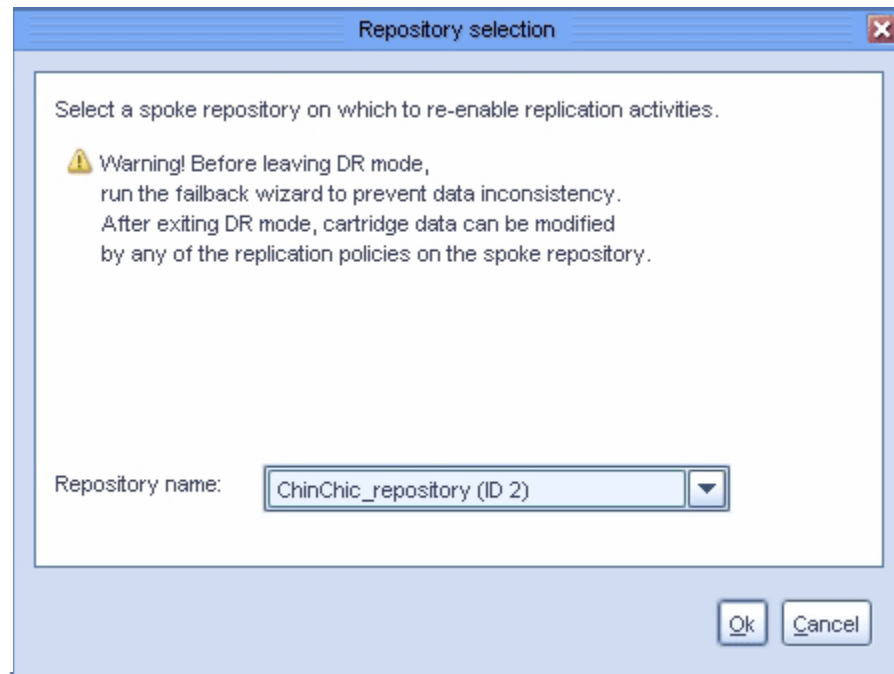 Repository selection
Select a spoke repository on which to re-enable replication activities.
Warning! Before leaving DR mode,
run the failback wizard to prevent data inconsistency.
After exiting DR mode, cartridge data can be modified
by any of the replication policies on the spoke repository.
Repository name:
ChinChic_repository (ID 2)
Ok
Cancel